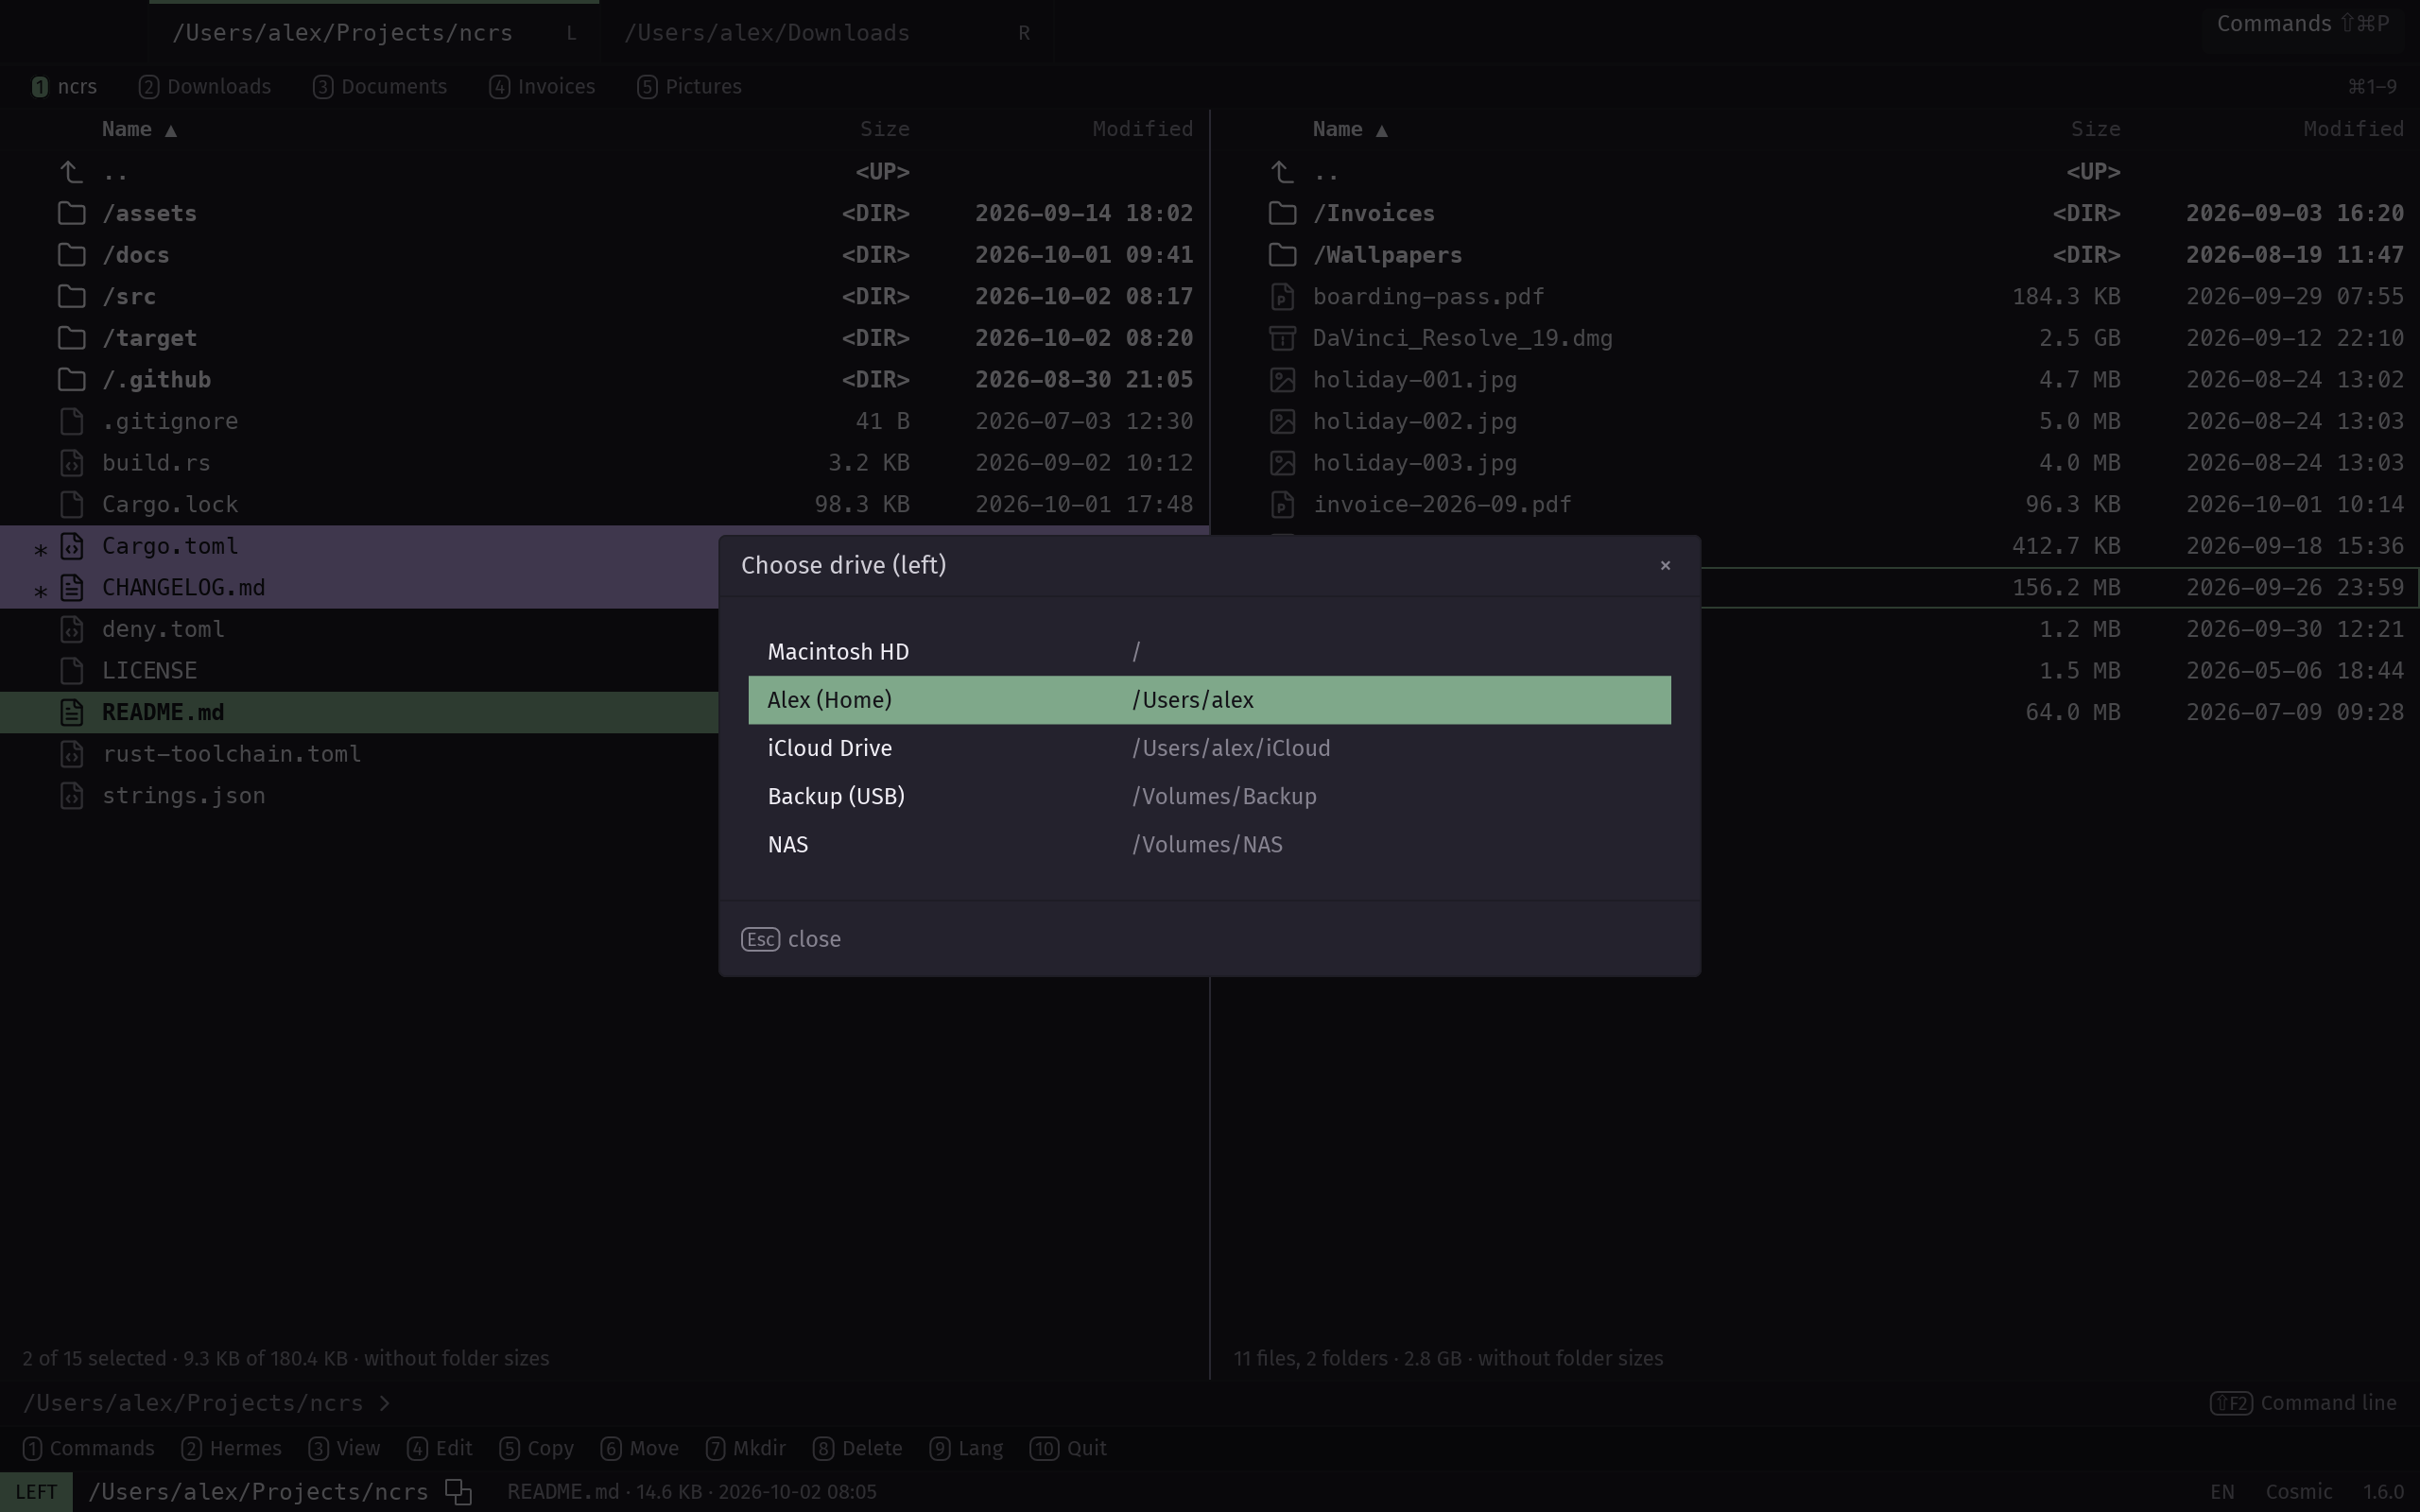 /Users/alex/Projects/ncrs L /Users/alex/Downloads R Commands ⇧⌘P
1 ncrs 2 Downloads 3 Documents 4 Invoices 5 Pictures ⌘1–9
Name ▲ Size Modified Name ▲ Size Modified
.. <UP> .. <UP>
/assets <DIR> 2026-09-14 18:02 /Invoices <DIR> 2026-09-03 16:20
/docs <DIR> 2026-10-01 09:41 /Wallpapers <DIR> 2026-08-19 11:47
/src <DIR> 2026-10-02 08:17 boarding-pass.pdf 184.3 KB 2026-09-29 07:55
/target <DIR> 2026-10-02 08:20 DaVinci_Resolve_19.dmg 2.5 GB 2026-09-12 22:10
/.github <DIR> 2026-08-30 21:05 holiday-001.jpg 4.7 MB 2026-08-24 13:02
.gitignore 41 B 2026-07-03 12:30 holiday-002.jpg 5.0 MB 2026-08-24 13:03
build.rs 3.2 KB 2026-09-02 10:12 holiday-003.jpg 4.0 MB 2026-08-24 13:03
Cargo.lock 98.3 KB 2026-10-01 17:48 invoice-2026-09.pdf 96.3 KB 2026-10-01 10:14
* Cargo.toml 412.7 KB 2026-09-18 15:36
* CHANGELOG.md 156.2 MB 2026-09-26 23:59
deny.toml 1.2 MB 2026-09-30 12:21
LICENSE 1.5 MB 2026-05-06 18:44
README.md 64.0 MB 2026-07-09 09:28
rust-toolchain.toml
strings.json
Choose drive (left) ×
Macintosh HD /
Alex (Home) /Users/alex
iCloud Drive /Users/alex/iCloud
Backup (USB) /Volumes/Backup
NAS /Volumes/NAS
Esc close
2 of 15 selected · 9.3 KB of 180.4 KB · without folder sizes 11 files, 2 folders · 2.8 GB · without folder sizes
/Users/alex/Projects/ncrs > ⇧F2 Command line
1 Commands 2 Hermes 3 View 4 Edit 5 Copy 6 Move 7 Mkdir 8 Delete 9 Lang 10 Quit
LEFT /Users/alex/Projects/ncrs README.md · 14.6 KB · 2026-10-02 08:05 EN Cosmic 1.6.0